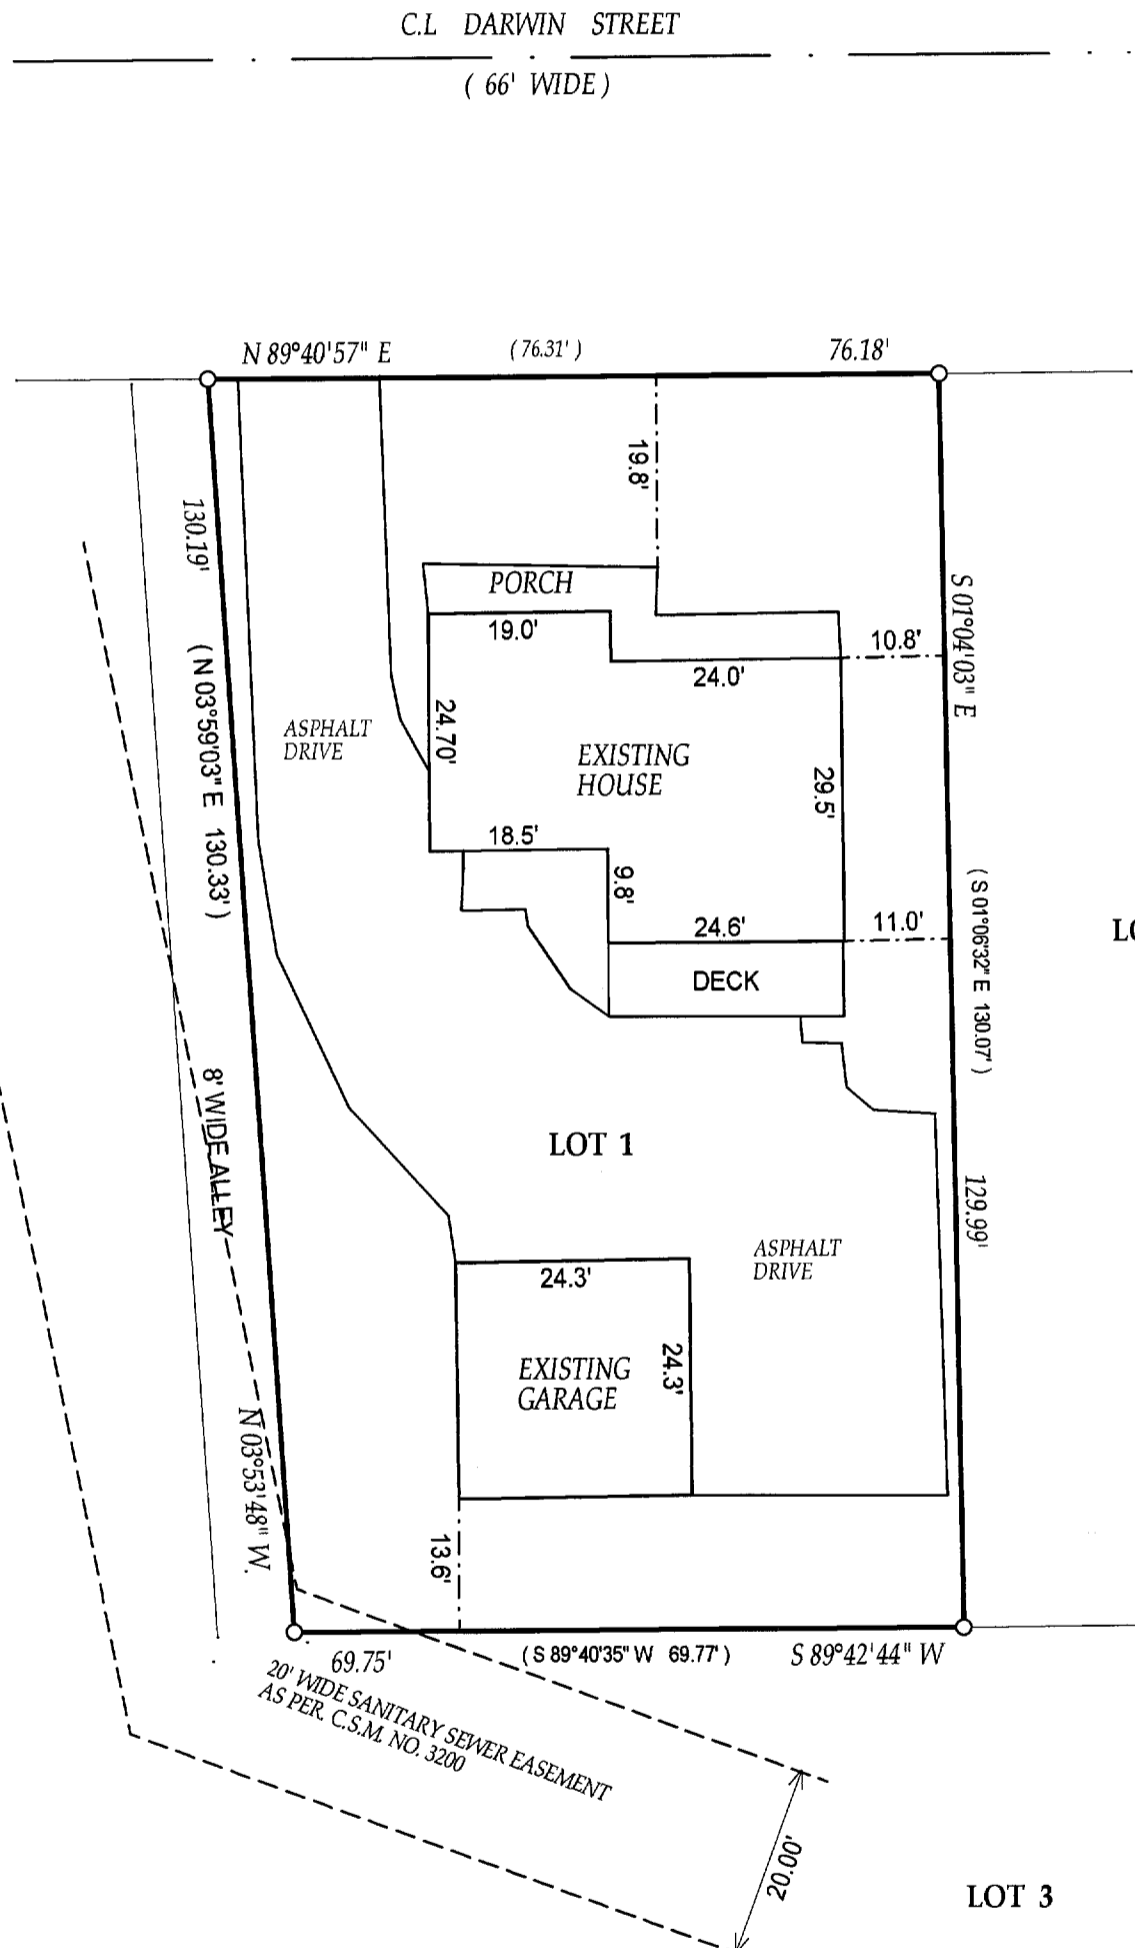 C.L DARWIN STREET
( 66' WIDE )
N 89°40'57" E
( 76.31' )
76.18'
19.8'
130.19'
( N 03°59'03" E 130.33' )
PORCH
19.0'
10.8'
24.0'
S 01°04'03" E
24.70'
ASPHALT
DRIVE
EXISTING
HOUSE
29.5'
18.5'
9.8'
24.6'
11.0'
DECK
( S 01°06'32" E 130.07' )
8' WIDE ALLEY
LOT 1
129.99'
ASPHALT
DRIVE
24.3'
24.3'
EXISTING
GARAGE
N 03°53'48" W.
13.6'
69.75'
( S 89°40'35" W 69.77' )
S 89°42'44" W
20' WIDE SANITARY SEWER EASEMENT
AS PER. C.S.M. NO. 3200
20.00'
LOT 3